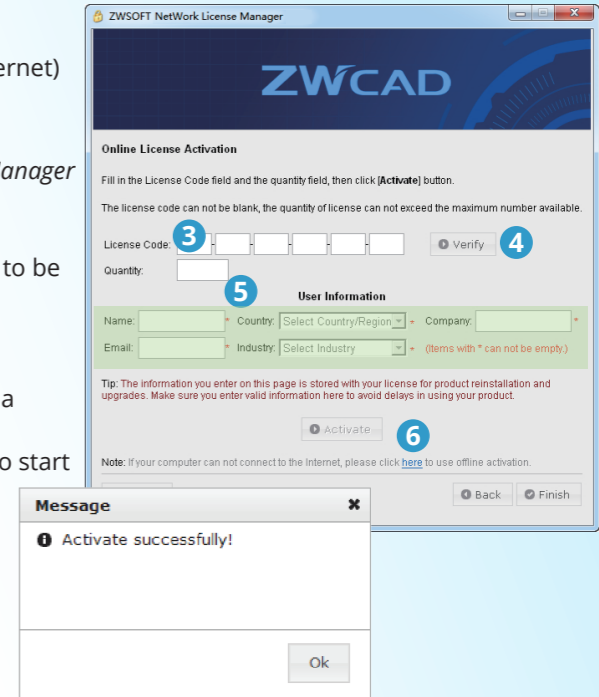 ernet)
Manager
to be
a
o start
ZWSOFT NetWork License Manager
ZWCAD
Online License Activation
Fill in the License Code field and the quantity field, then click [Activate] button.
The license code can not be blank, the quantity of license can not exceed the maximum number available.
License Code: 3 - - - - - Verify 4
Quantity:
5
User Information
Name: * Country: Select Country/Region * Company: *
Email: * Industry: Select Industry * (Items with * can not be empty.)
Tip: The information you enter on this page is stored with your license for product reinstallation and
upgrades. Make sure you enter valid information here to avoid delays in using your product.
Activate 6
Note: If your computer can not connect to the Internet, please click here to use offline activation.
Back Finish
Message
Activate successfully!
Ok